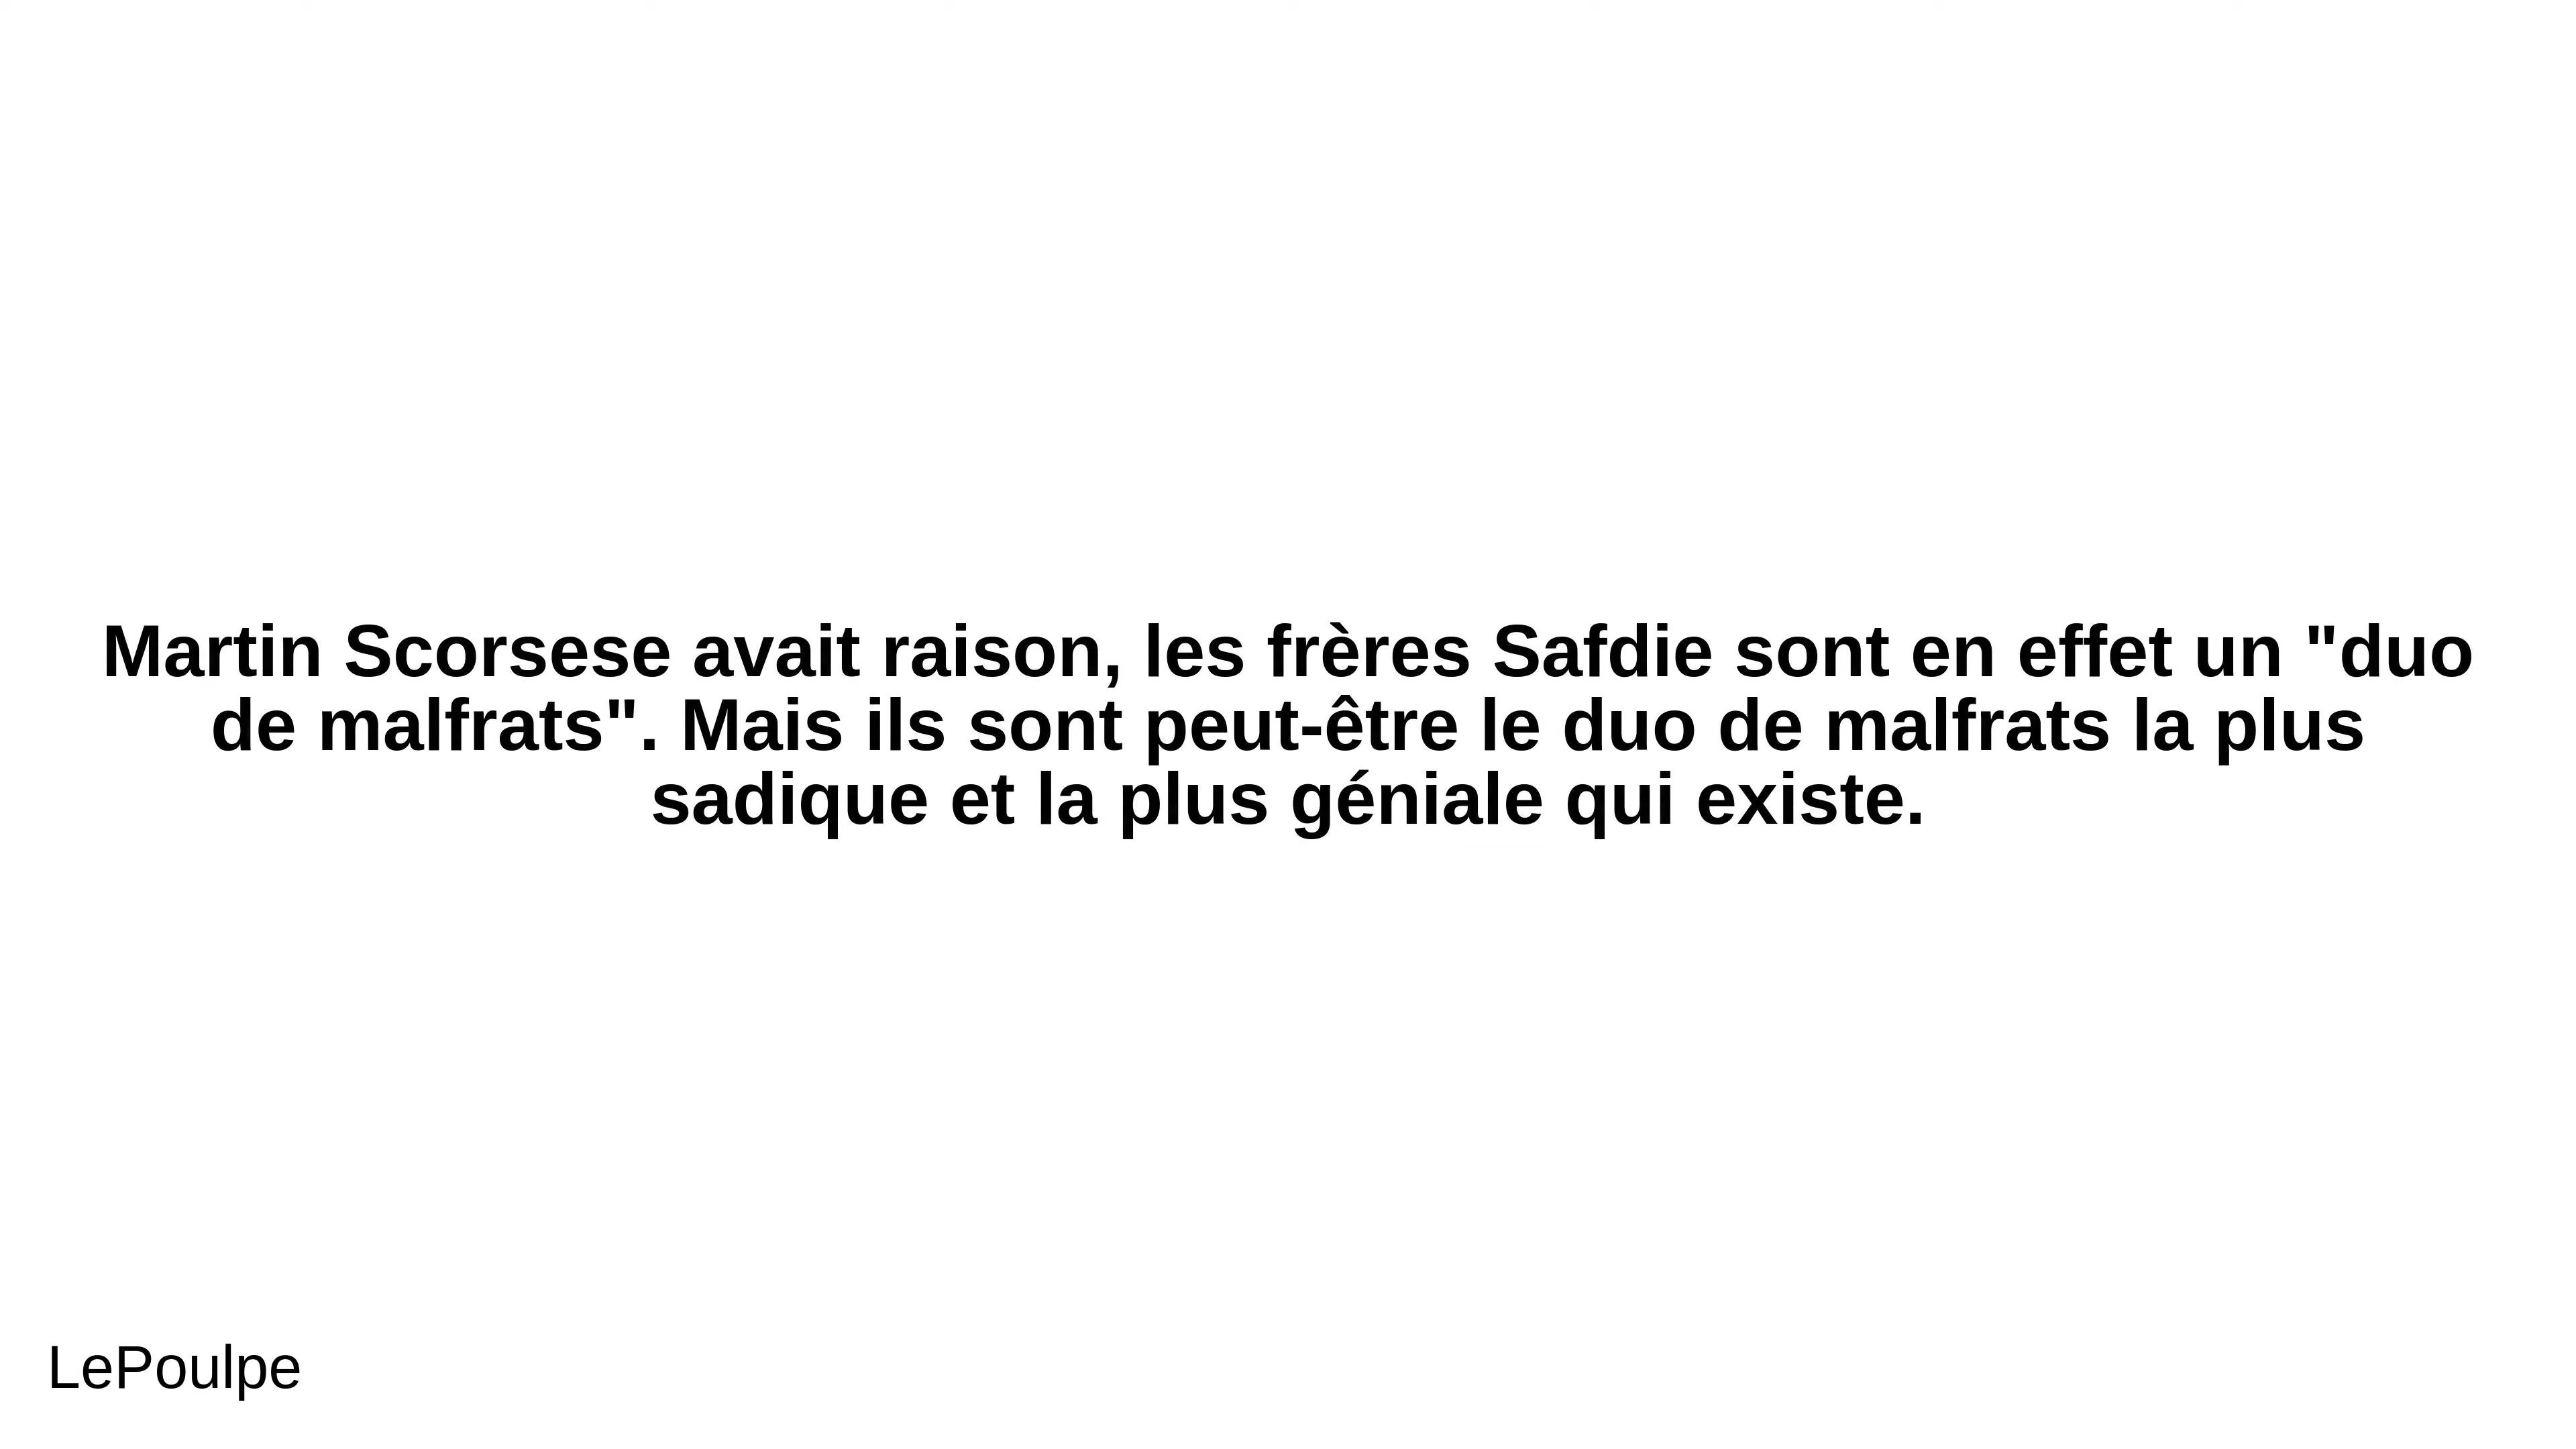 Martin Scorsese avait raison, les frères Safdie sont en effet un "duo
de malfrats". Mais ils sont peut-être le duo de malfrats la plus
sadique et la plus géniale qui existe.
LePoulpe